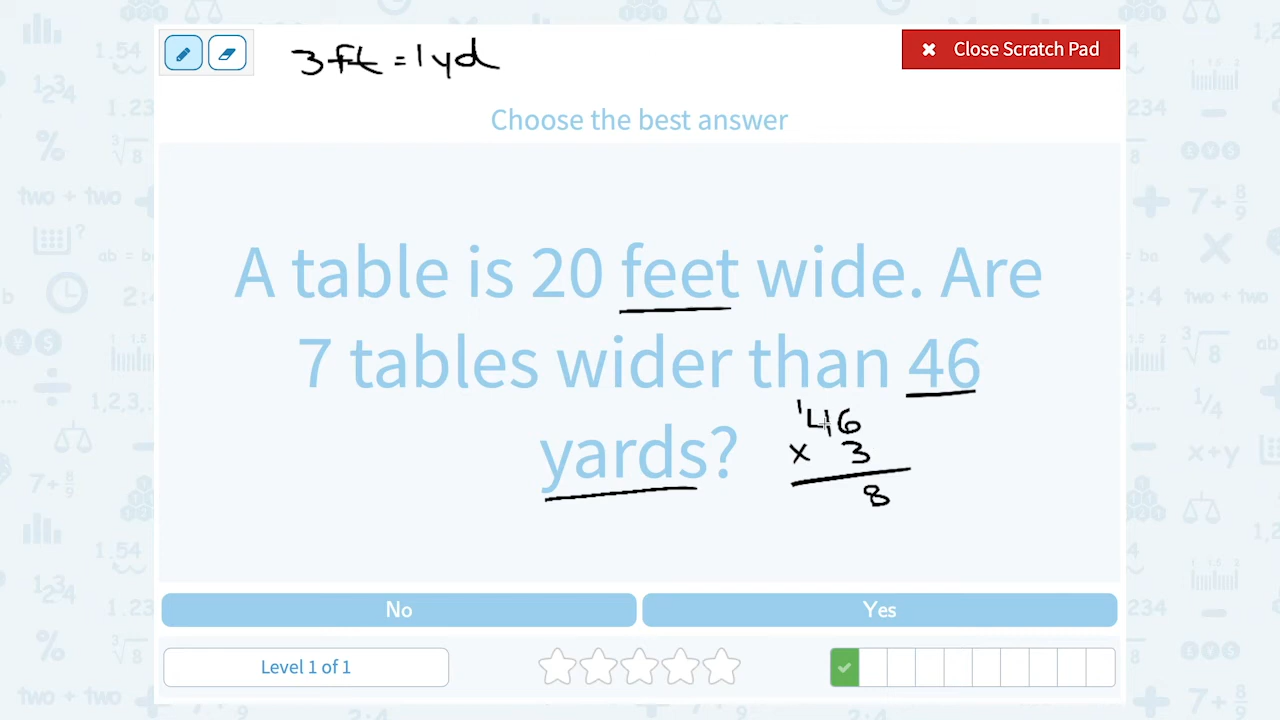 3ft = 1yd
✖ Close Scratch Pad
Choose the best answer
A table is 20 feet wide. Are
7 tables wider than 46
yards?
1
46
x 3
8
No
Yes
Level 1 of 1